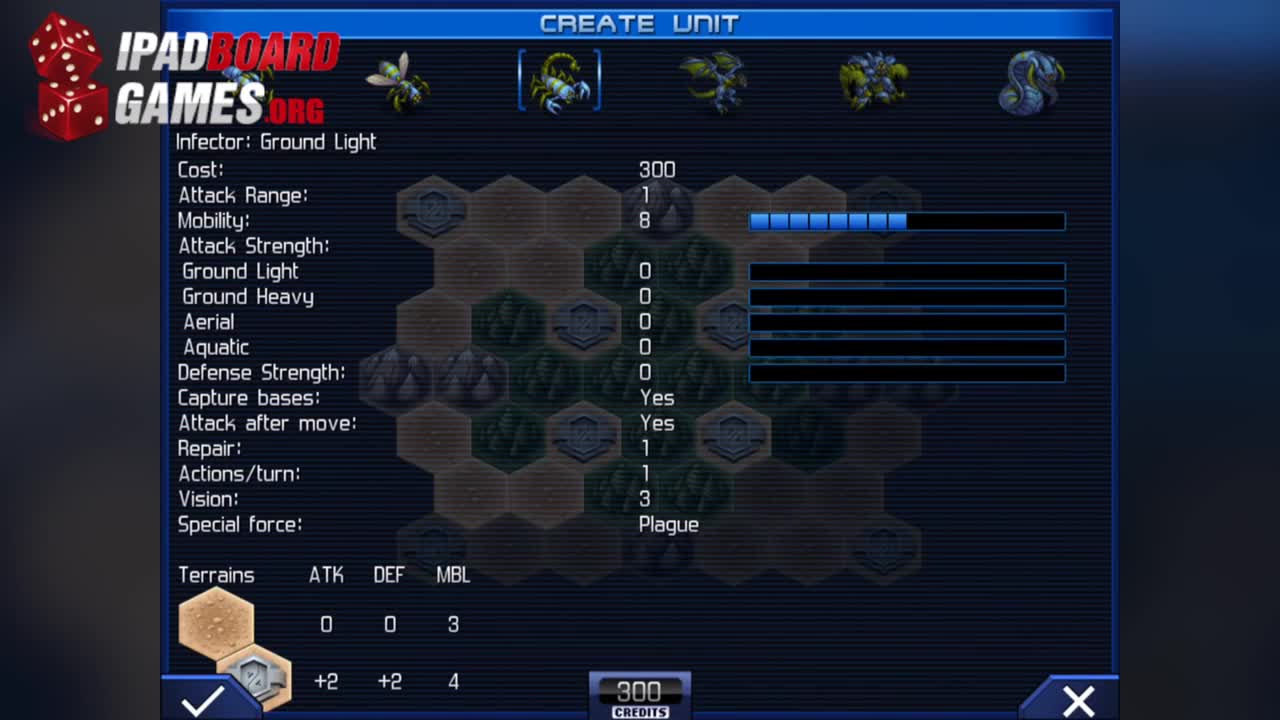 CREATE UNIT
IPADBOARD
GAMES.ORG
Infector: Ground Light
Cost: 300
Attack Range: 1
Mobility: 8
Attack Strength:
Ground Light 0
Ground Heavy 0
Aerial 0
Aquatic 0
Defense Strength: 0
Capture bases: Yes
Attack after move: Yes
Repair: 1
Actions/turn: 1
Vision: 3
Special force: Plague
Terrains ATK DEF MBL
0 0 3
+2 +2 4
300
CREDITS